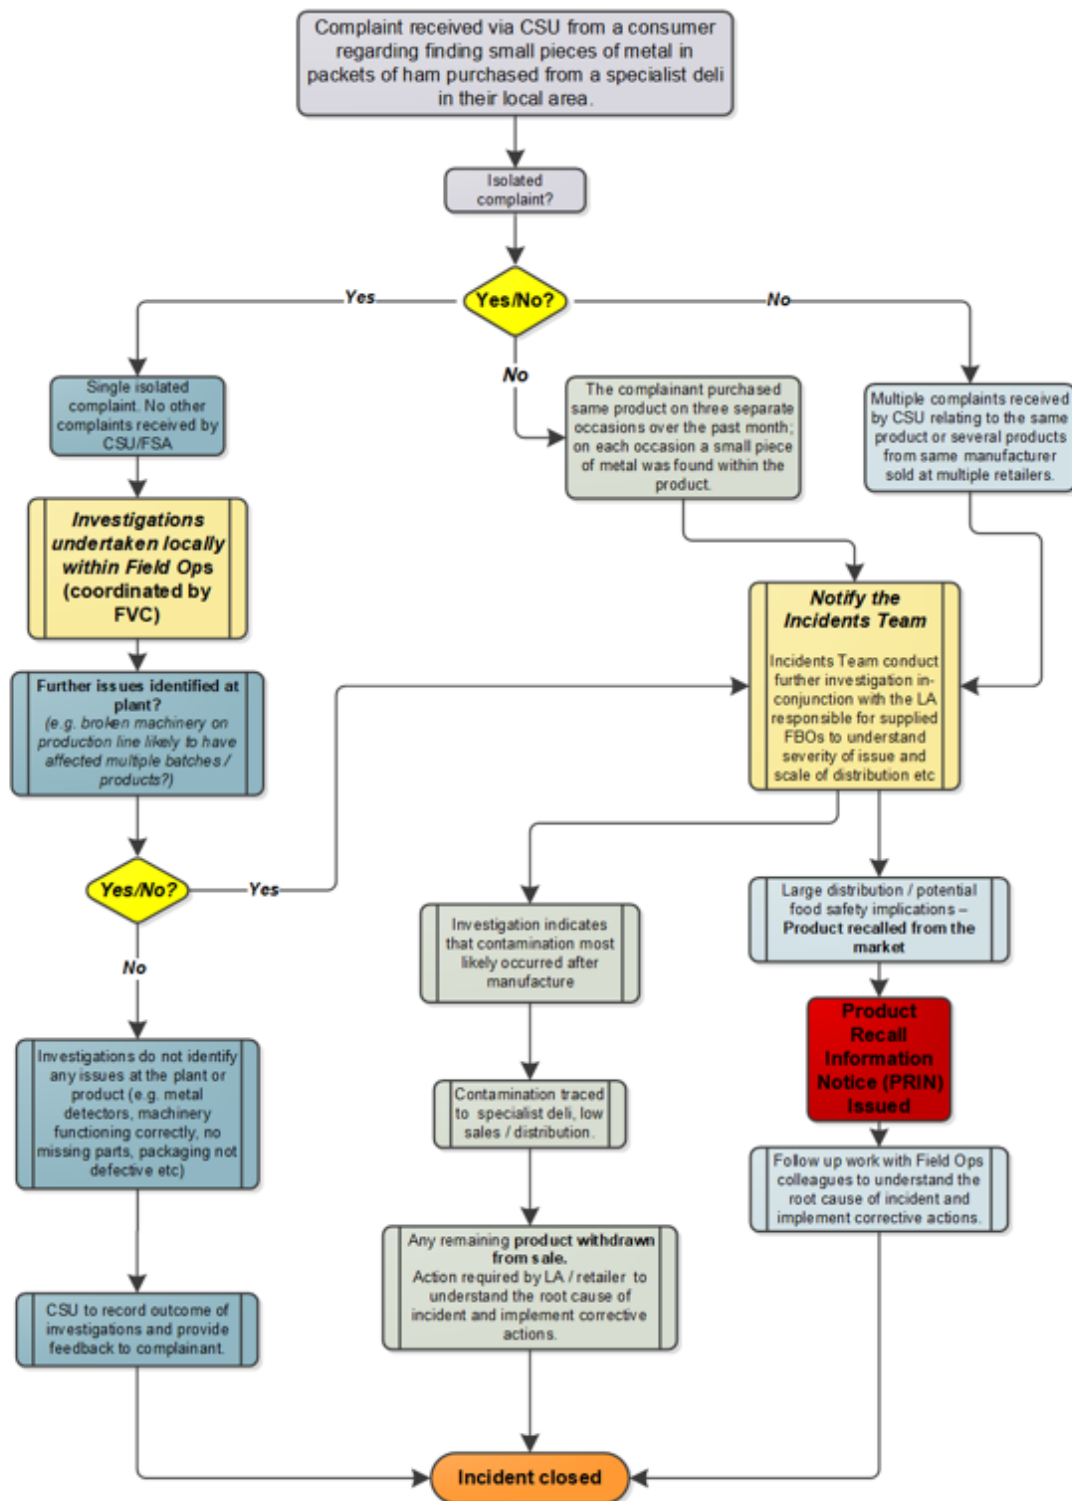 Complaint received via CSU from a consumer
regarding finding small pieces of metal in
packets of ham purchased from a specialist deli
in their local area.
Isolated
complaint?
Yes
Yes/No?
No
No
Single isolated
complaint. No other
complaints received by
CSU/FSA
The complainant purchased
same product on three separate
occasions over the past month;
on each occasion a small piece
of metal was found within the
product.
Multiple complaints received
by CSU relating to the same
product or several products
from same manufacturer
sold at multiple retailers.
Investigations
undertaken locally
within Field Ops
(coordinated by
FVC)
Notify the
Incidents Team
Incidents Team conduct
further investigation in-
conjunction with the LA
responsible for supplied
FBOs to understand
severity of issue and
scale of distribution etc
Further issues identified at
plant?
(e.g. broken machinery on
production line likely to have
affected multiple batches /
products?)
Yes/No?
Yes
No
Investigation indicates
that contamination most
likely occurred after
manufacture
Large distribution / potential
food safety implications –
Product recalled from the
market
Product
Recall
Information
Notice (PRIN)
Issued
Investigations do not identify
any issues at the plant or
product (e.g. metal
detectors, machinery
functioning correctly, no
missing parts, packaging not
defective etc)
Contamination traced
to specialist deli, low
sales / distribution.
Follow up work with Field Ops
colleagues to understand the
root cause of incident and
implement corrective actions.
Any remaining product withdrawn
from sale.
Action required by LA / retailer to
understand the root cause of
incident and implement corrective
actions.
CSU to record outcome of
investigations and provide
feedback to complainant.
Incident closed